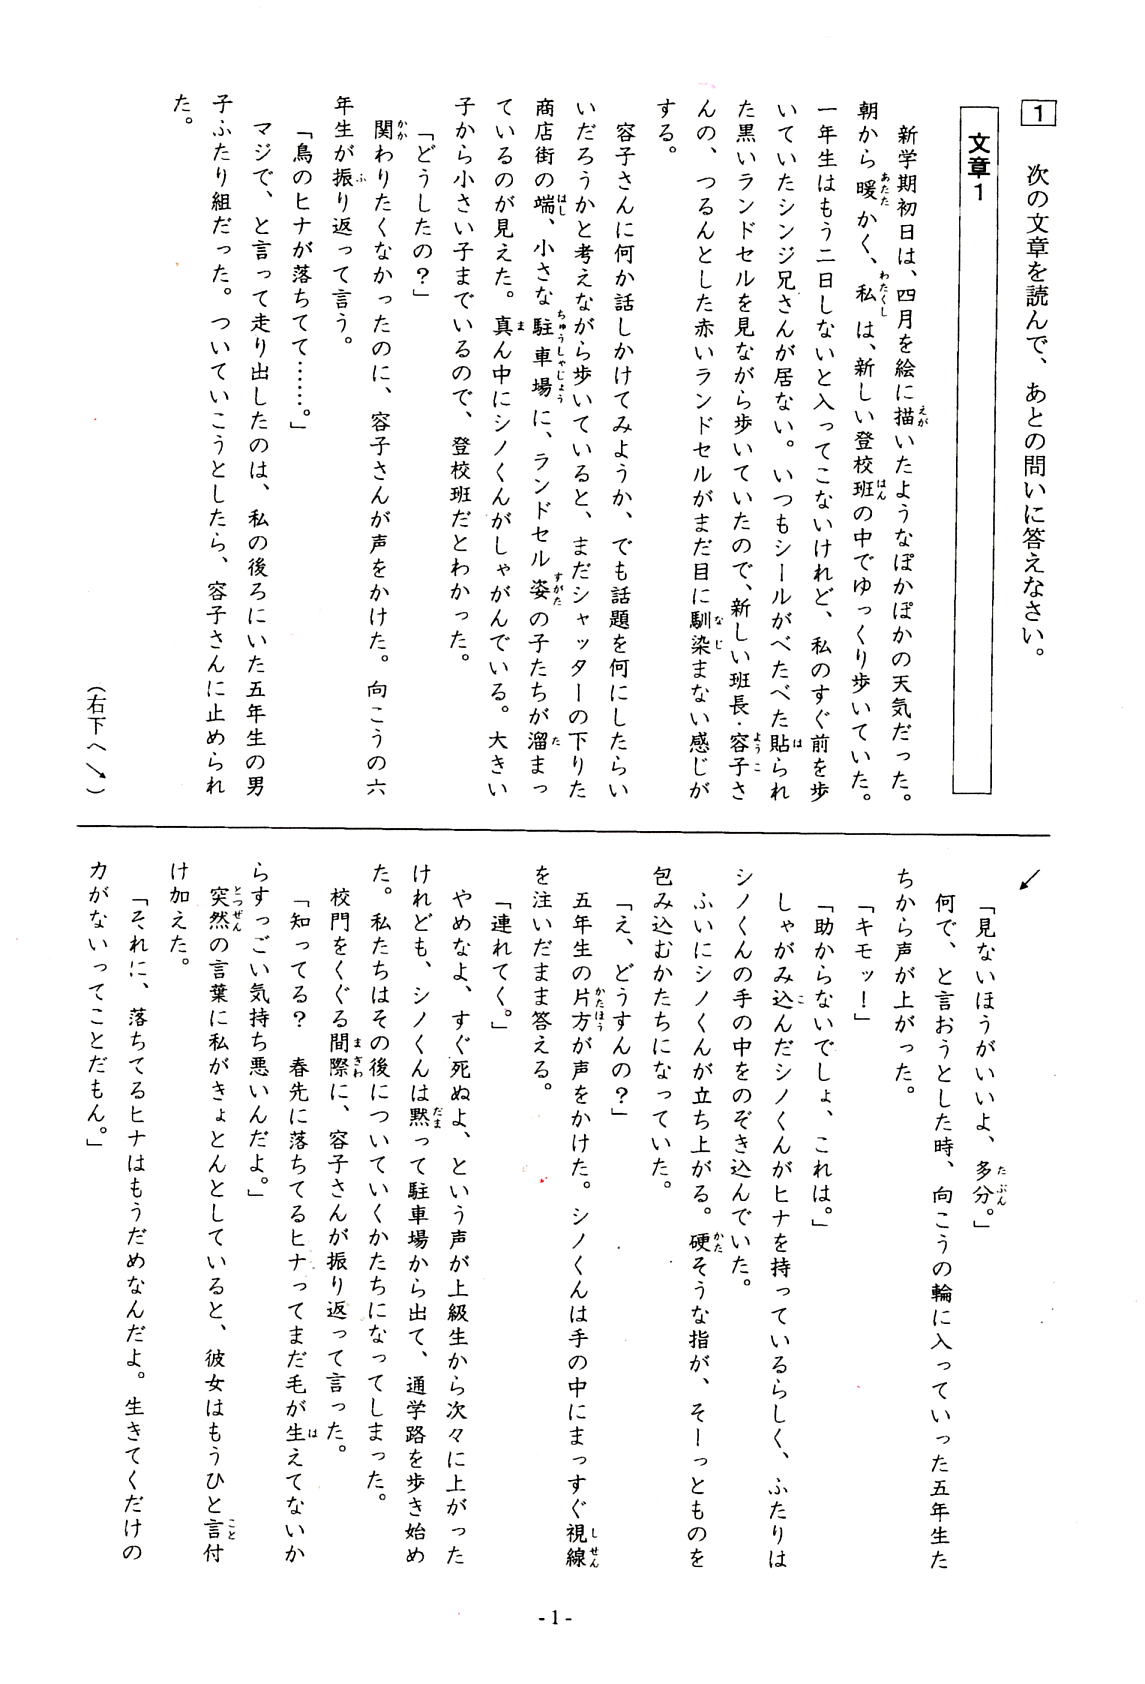 1　次の文章を読んで、あとの問いに答えなさい。
文章1
新学期初日は、四月を絵に描いたようなぽかぽかの天気だった。
朝から暖かく、私は、新しい登校班の中でゆっくり歩いていた。
一年生はもう二日しないと入ってこないけれど、私のすぐ前を歩
いていたシンジ兄さんが居ない。いつもシールがべたべた貼られ
た黒いランドセルを見ながら歩いていたので、新しい班長・容子さ
んの、つるんとした赤いランドセルがまだ目に馴染まない感じが
する。
容子さんに何か話しかけてみようか、でも話題を何にしたらい
いだろうかと考えながら歩いていると、まだシャッターの下りた
商店街の端、小さな駐車場に、ランドセル姿の子たちが溜まっ
ているのが見えた。真ん中にシノくんがしゃがんでいる。大きい
子から小さい子までいるので、登校班だとわかった。
「どうしたの？」
関わりたくなかったのに、容子さんが声をかけた。向こうの六
年生が振り返って言う。
「鳥のヒナが落ちてて……。」
マジで、と言って走り出したのは、私の後ろにいた五年生の男
子ふたり組だった。ついていこうとしたら、容子さんに止められ
た。
（右下へ↘）
↙
「見ないほうがいいよ、多分。」
何で、と言おうとした時、向こうの輪に入っていった五年生た
ちから声が上がった。
「キモッ！」
「助からないでしょ、これは。」
しゃがみ込んだシノくんがヒナを持っているらしく、ふたりは
シノくんの手の中をのぞき込んでいた。
ふいにシノくんが立ち上がる。硬そうな指が、そーっとものを
包み込むかたちになっていた。
「え、どうすんの？」
五年生の片方が声をかけた。シノくんは手の中にまっすぐ視線
を注いだまま答える。
「連れてく。」
やめなよ、すぐ死ぬよ、という声が上級生から次々に上がった
けれども、シノくんは黙って駐車場から出て、通学路を歩き始め
た。私たちはその後についていくかたちになってしまった。
校門をくぐる間際に、容子さんが振り返って言った。
「知ってる？　春先に落ちてるヒナってまだ毛が生えてないか
らすっごい気持ち悪いんだよ。」
突然の言葉に私がきょとんとしていると、彼女はもうひと言付
け加えた。
「それに、落ちてるヒナはもうだめなんだよ。生きてくだけの
力がないってことだもん。」
- 1 -